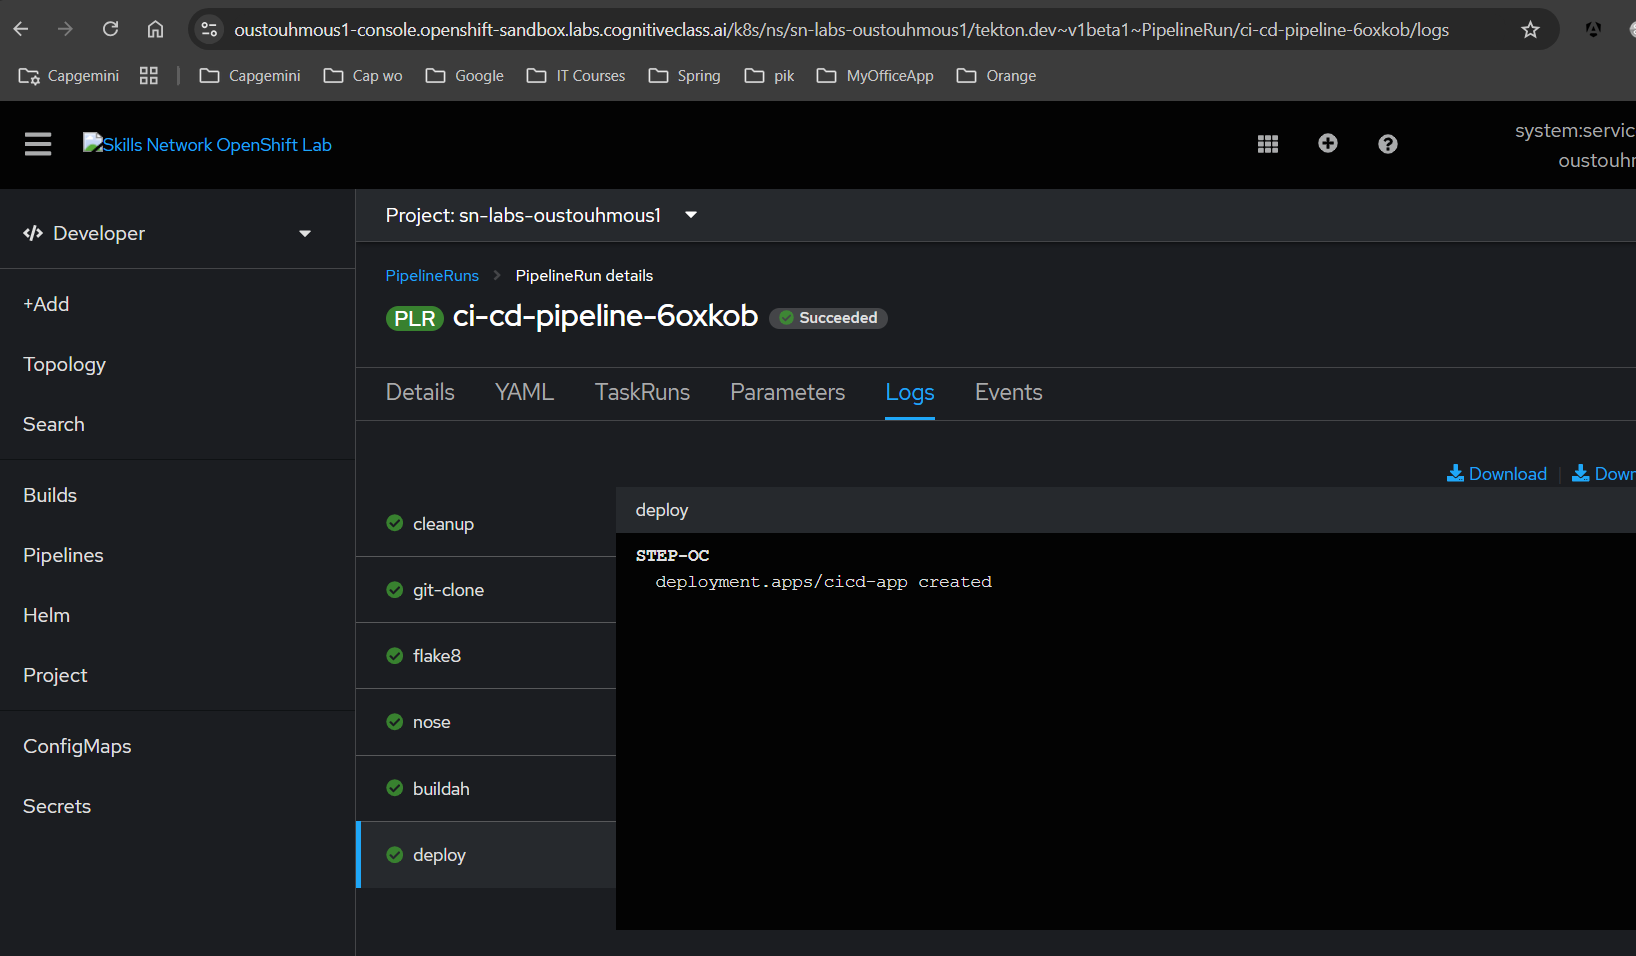 oustouhmous1-console.openshift-sandbox.labs.cognitiveclass.ai/k8s/ns/sn-labs-oustouhmous1/tekton.dev~v1beta1~PipelineRun/ci-cd-pipeline-6oxkob/logs
Capgemini
Capgemini
Cap wo
Google
IT Courses
Spring
pik
MyOfficeApp
Orange
Skills Network OpenShift Lab
system:servic
oustouhr
Developer
+Add
Topology
Search
Builds
Pipelines
Helm
Project
ConfigMaps
Secrets
Project: sn-labs-oustouhmous1
PipelineRuns > PipelineRun details
PLR ci-cd-pipeline-6oxkob Succeeded
Details YAML TaskRuns Parameters Logs Events
Download | Down
cleanup
git-clone
flake8
nose
buildah
deploy
deploy
STEP-OC
deployment.apps/cicd-app created